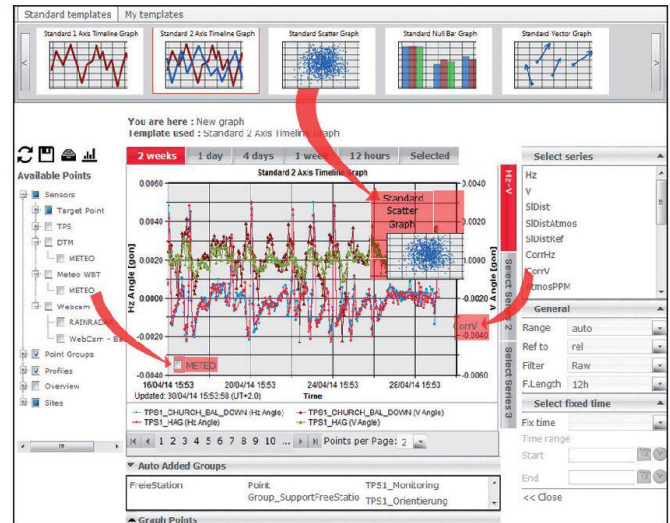 Standard templates My templates
Standard 1 Axis Timeline Graph Standard 2 Axis Timeline Graph Standard Scatter Graph Standard Null Bar Graph Standard Vector Graph
You are here : New graph
Template used : Standard 2 Axis Timeline Graph
Available Points
Sensors
Target Point
TPS
DTM
METEO
Meteo WBT
METEO
Webcam
RAINRADAR
WebCam - Ba
Point Groups
Profiles
Overview
Sites
2 weeks 1 day 4 days 1 week 12 hours Selected
Standard 2 Axis Timeline Graph
Hz Angle [gon]
0.0060
0.0040
0.0020
0.0000
-0.0020
-0.0040
V Angle [gon]
0.0040
0.0020
0.0000
-0.0020
-0.0040
-0.0060
Standard
Scatter
Graph
CorrV
METEO
16/04/14 15:53 20/04/14 15:53 24/04/14 15:53 28/04/14 15:53
Updated: 30/04/14 15:53:58 (UT+2.0) Time
TPS1_CHURCH_BAL_DOWN (Hz Angle) TPS1_CHURCH_BAL_DOWN (V Angle)
TPS1_HAG (Hz Angle) TPS1_HAG (V Angle)
1 2 3 4 5 6 7 8 9 10 ... Points per Page: 2
Auto Added Groups
FreieStation Point TPS1_Monitoring
Group_SupportFreeStatio TPS1_Orientierung
Graph Points
Hz-V
Select Series 2
Select Series 3
Select series
Hz
V
SlDist
SlDistAtmos
SlDistRef
CorrHz
CorrV
AtmosPPM
General
Range auto
Ref to rel
Filter Raw
F.Length 12h
Select fixed time
Fix time
Time range
Start
End
<< Close